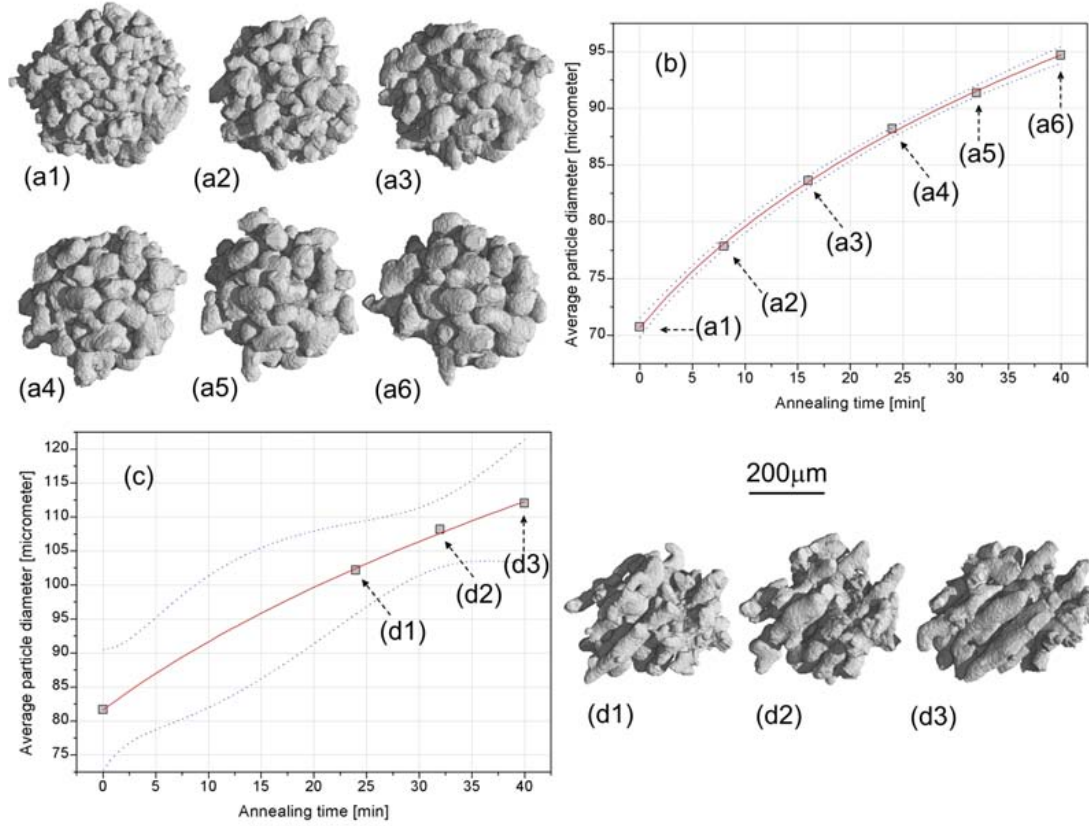 (a1)
(a2)
(a3)
(a4)
(a5)
(a6)
(b)
Average particle diameter [micrometer]
95
90
85
80
75
70
(a1)
(a2)
(a3)
(a4)
(a5)
(a6)
0 5 10 15 20 25 30 35 40
Annealing time [min[
(c)
Average particle diameter [micrometer]
120
115
110
105
100
95
90
85
80
75
(d1)
(d2)
(d3)
0 5 10 15 20 25 30 35 40
Annealing time [min]
200μm
(d1)
(d2)
(d3)